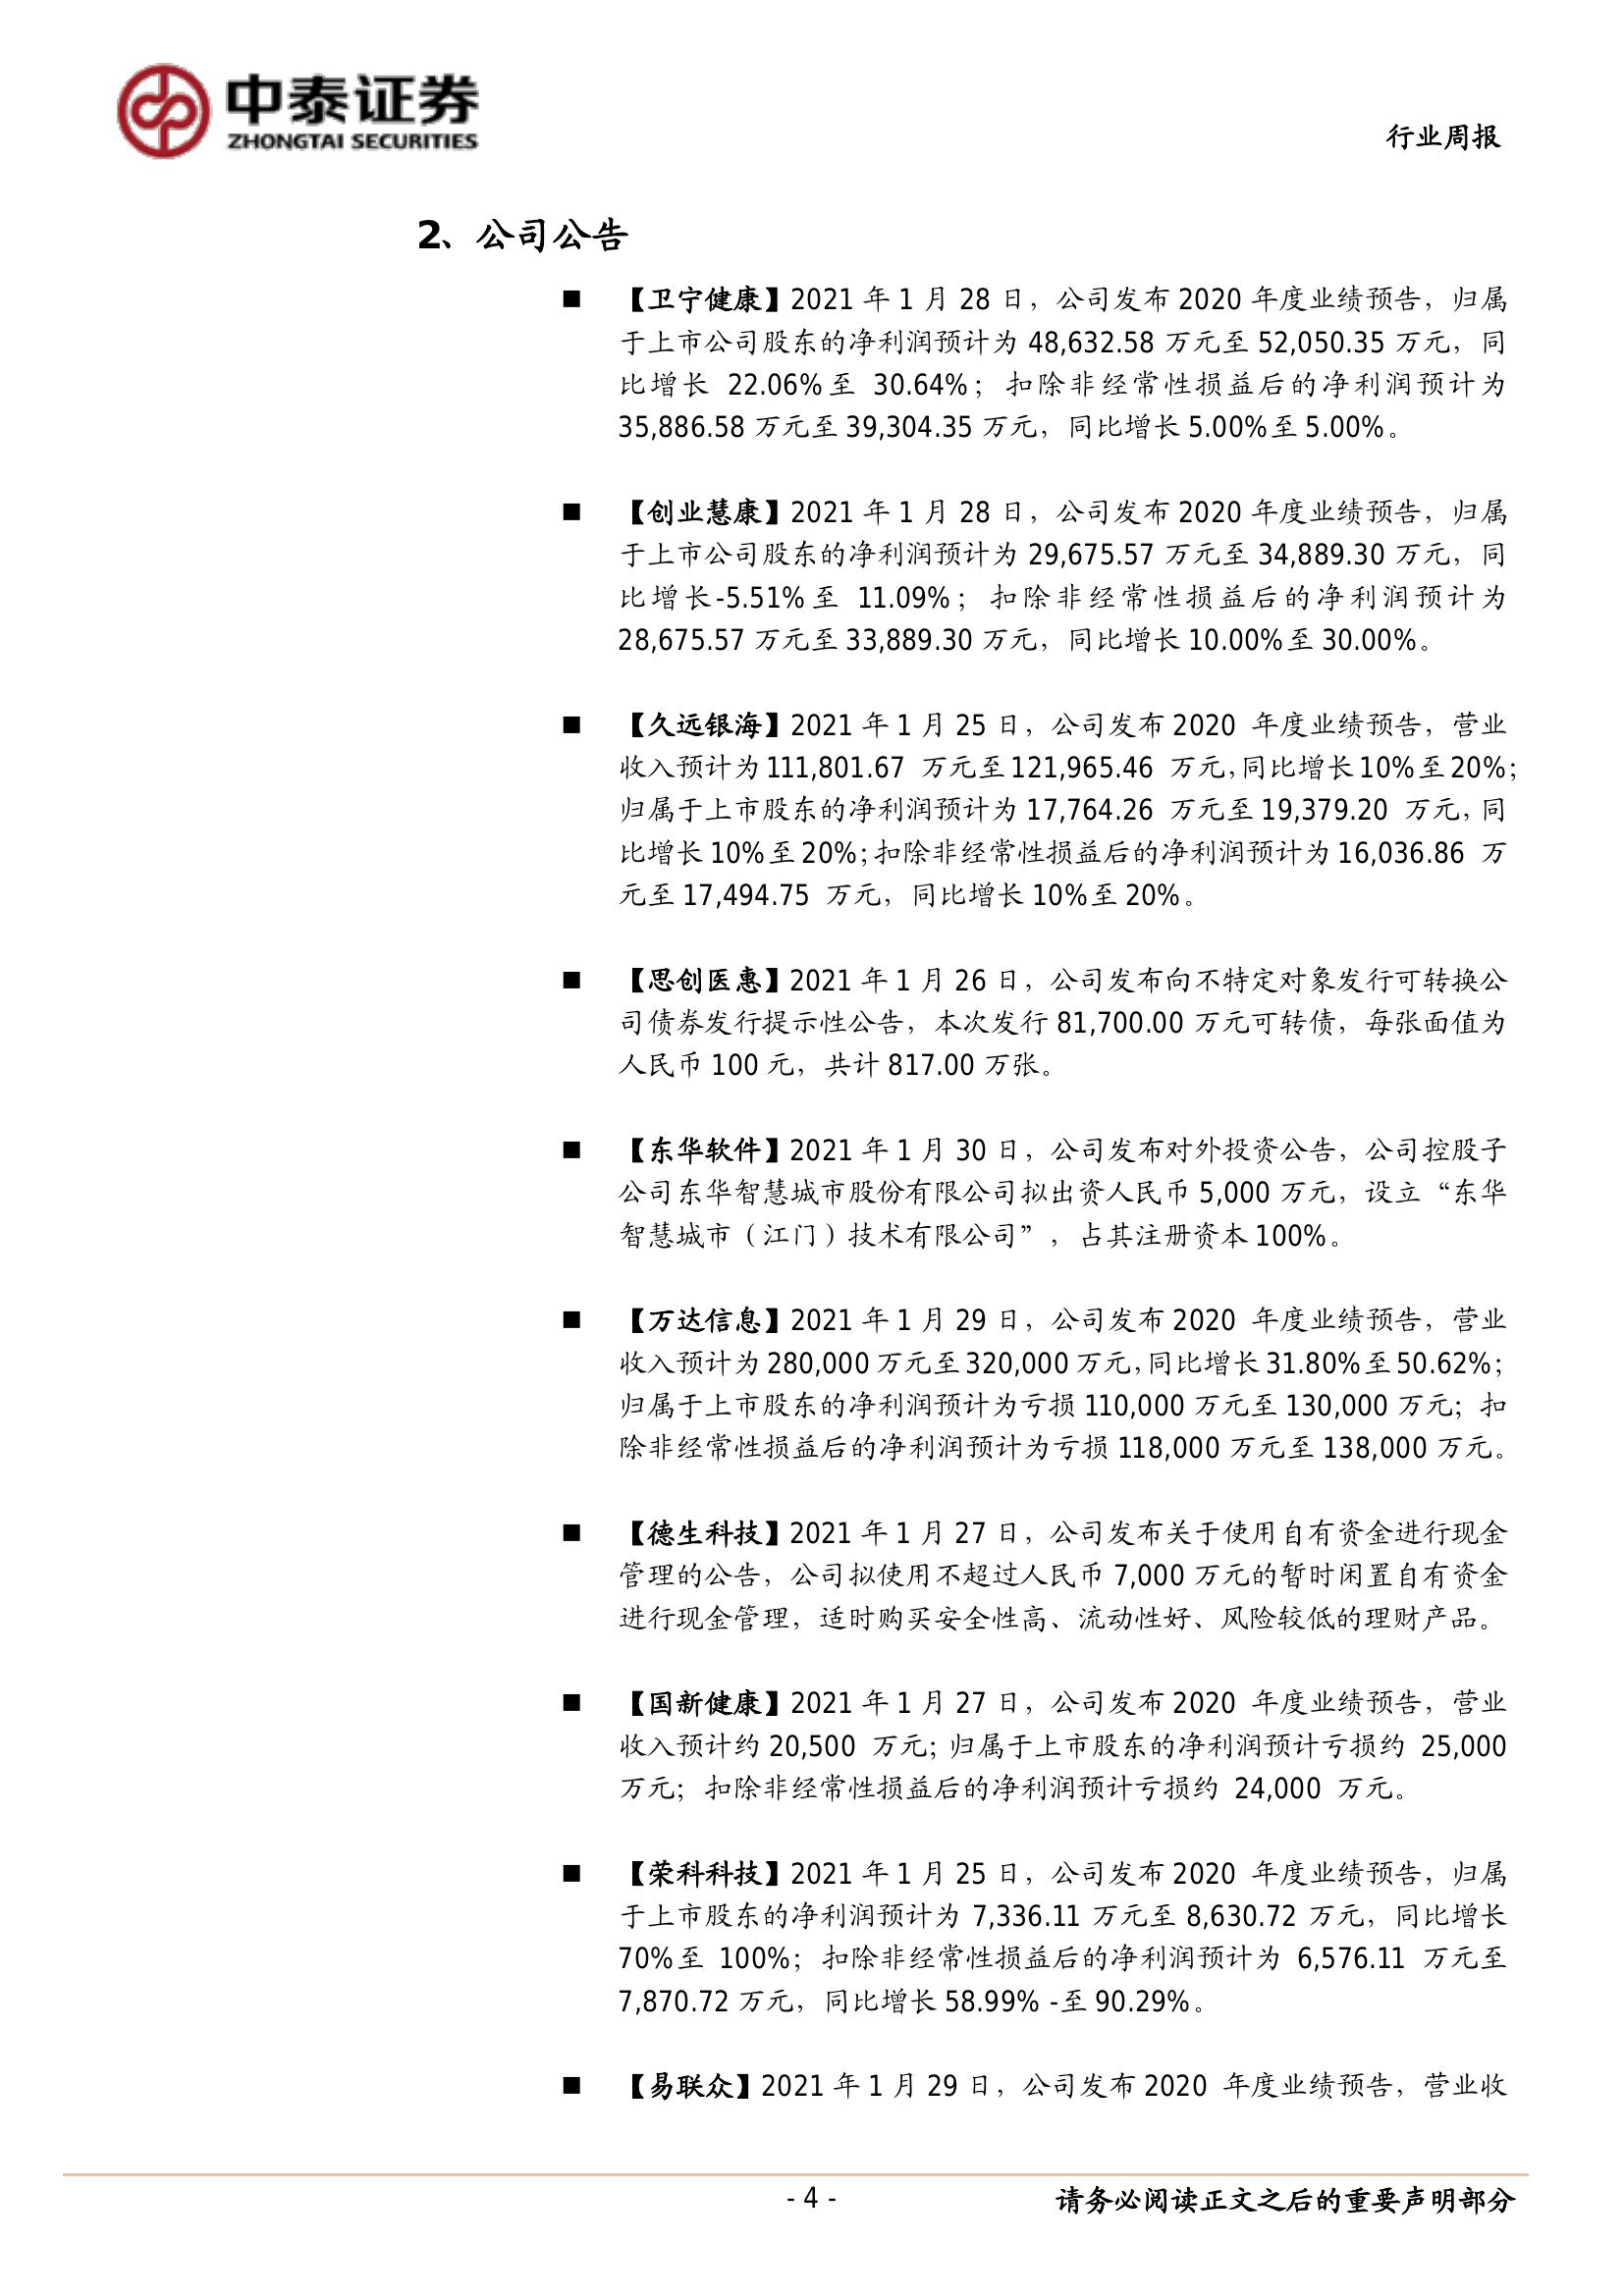 中泰证券
ZHONGTAI SECURITIES
行业周报
2、公司公告
■ 【卫宁健康】2021 年 1 月 28 日，公司发布 2020 年度业绩预告，归属
于上市公司股东的净利润预计为 48,632.58 万元至 52,050.35 万元，同
比增长 22.06%至 30.64%；扣除非经常性损益后的净利润预计为
35,886.58 万元至 39,304.35 万元，同比增长 5.00%至 5.00%。
■ 【创业慧康】2021 年 1 月 28 日，公司发布 2020 年度业绩预告，归属
于上市公司股东的净利润预计为 29,675.57 万元至 34,889.30 万元，同
比增长-5.51%至 11.09%；扣除非经常性损益后的净利润预计为
28,675.57 万元至 33,889.30 万元，同比增长 10.00%至 30.00%。
■ 【久远银海】2021 年 1 月 25 日，公司发布 2020 年度业绩预告，营业
收入预计为 111,801.67 万元至 121,965.46 万元，同比增长 10%至 20%；
归属于上市股东的净利润预计为 17,764.26 万元至 19,379.20 万元，同
比增长 10%至 20%；扣除非经常性损益后的净利润预计为 16,036.86 万
元至 17,494.75 万元，同比增长 10%至 20%。
■ 【思创医惠】2021 年 1 月 26 日，公司发布向不特定对象发行可转换公
司债券发行提示性公告，本次发行 81,700.00 万元可转债，每张面值为
人民币 100 元，共计 817.00 万张。
■ 【东华软件】2021 年 1 月 30 日，公司发布对外投资公告，公司控股子
公司东华智慧城市股份有限公司拟出资人民币 5,000 万元，设立“东华
智慧城市（江门）技术有限公司”，占其注册资本 100%。
■ 【万达信息】2021 年 1 月 29 日，公司发布 2020 年度业绩预告，营业
收入预计为 280,000 万元至 320,000 万元，同比增长 31.80%至 50.62%；
归属于上市股东的净利润预计为亏损 110,000 万元至 130,000 万元；扣
除非经常性损益后的净利润预计为亏损 118,000 万元至 138,000 万元。
■ 【德生科技】2021 年 1 月 27 日，公司发布关于使用自有资金进行现金
管理的公告，公司拟使用不超过人民币 7,000 万元的暂时闲置自有资金
进行现金管理，适时购买安全性高、流动性好、风险较低的理财产品。
■ 【国新健康】2021 年 1 月 27 日，公司发布 2020 年度业绩预告，营业
收入预计约 20,500 万元；归属于上市股东的净利润预计亏损约 25,000
万元；扣除非经常性损益后的净利润预计亏损约 24,000 万元。
■ 【荣科科技】2021 年 1 月 25 日，公司发布 2020 年度业绩预告，归属
于上市股东的净利润预计为 7,336.11 万元至 8,630.72 万元，同比增长
70%至 100%；扣除非经常性损益后的净利润预计为 6,576.11 万元至
7,870.72 万元，同比增长 58.99% -至 90.29%。
■ 【易联众】2021 年 1 月 29 日，公司发布 2020 年度业绩预告，营业收
- 4 -
请务必阅读正文之后的重要声明部分